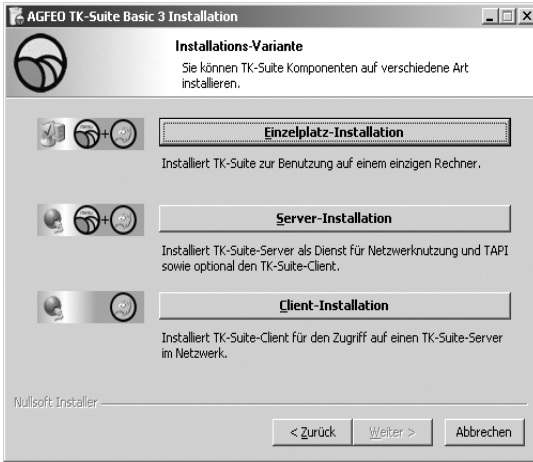 AGFEO TK-Suite Basic 3 Installation
Installations-Variante
Sie können TK-Suite Komponenten auf verschiedene Art
installieren.
Einzelplatz-Installation
Installiert TK-Suite zur Benutzung auf einem einzigen Rechner.
Server-Installation
Installiert TK-Suite-Server als Dienst für Netzwerknutzung und TAPI
sowie optional den TK-Suite-Client.
Client-Installation
Installiert TK-Suite-Client für den Zugriff auf einen TK-Suite-Server
im Netzwerk.
Nullsoft Installer
< Zurück
Weiter >
Abbrechen